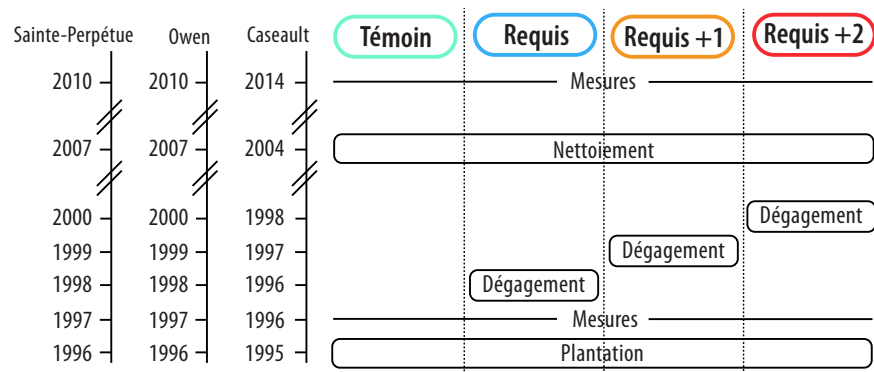 Sainte-Perpétue Owen Caseault Témoin Requis Requis +1 Requis +2
2010 2010 2014 Mesures
2007 2007 2004 Nettoiement
2000 2000 1998 Dégagement
1999 1999 1997 Dégagement
1998 1998 1996 Dégagement
1997 1997 1996 Mesures
1996 1996 1995 Plantation